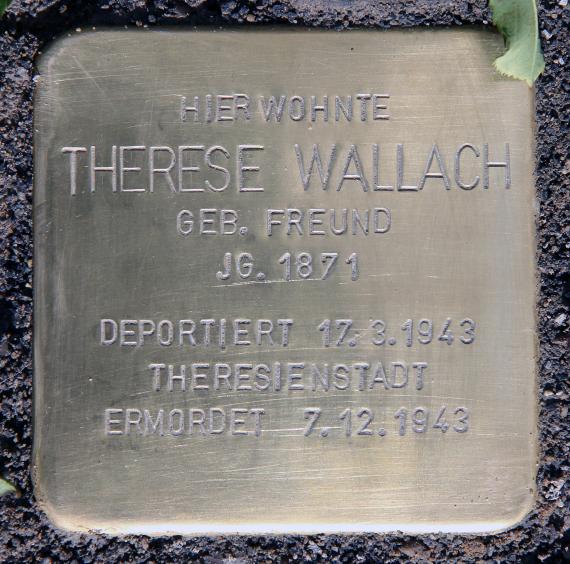 HIER WOHNTE
THERESE WALLACH
GEB. FREUND
JG. 1871
DEPORTIERT 17.3.1943
THERESIENSTADT
ERMORDET 7.12.1943